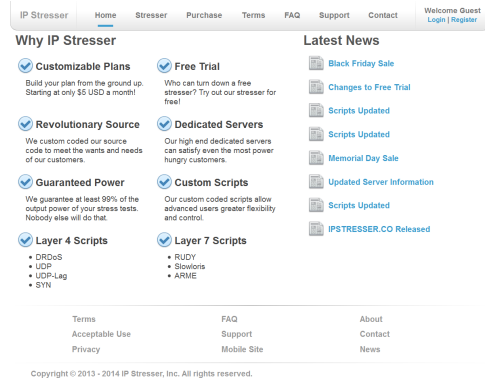 IP Stresser
Home
Stresser
Purchase
Terms
FAQ
Support
Contact
Welcome Guest
Login | Register
Why IP Stresser
Customizable Plans
Build your plan from the ground up.
Starting at only $5 USD a month!
Free Trial
Who can turn down a free
stresser? Try out our stresser for
free!
Revolutionary Source
We custom coded our source
code to meet the wants and needs
of our customers.
Dedicated Servers
Our high end dedicated servers
can satisfy even the most power
hungry customers.
Guaranteed Power
We guarantee at least 99% of the
output power of your stress tests.
Nobody else will do that.
Custom Scripts
Our custom coded scripts allow
advanced users greater flexibility
and control.
Layer 4 Scripts
DRDoS
UDP
UDP-Lag
SYN
Layer 7 Scripts
RUDY
Slowloris
ARME
Latest News
Black Friday Sale
Changes to Free Trial
Scripts Updated
Scripts Updated
Memorial Day Sale
Updated Server Information
Scripts Updated
IPSTRESSER.CO Released
Terms
FAQ
About
Acceptable Use
Support
Contact
Privacy
Mobile Site
News
Copyright © 2013 - 2014 IP Stresser, Inc. All rights reserved.